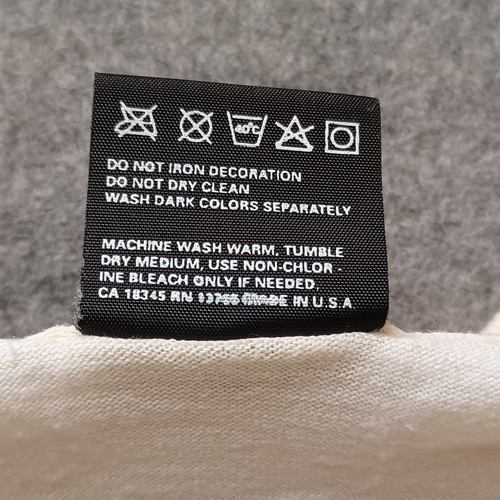 40°C
DO NOT IRON DECORATION
DO NOT DRY CLEAN
WASH DARK COLORS SEPARATELY
MACHINE WASH WARM, TUMBLE
DRY MEDIUM, USE NON-CHLOR -
INE BLEACH ONLY IF NEEDED
CA 18345 RN IN U.S.A